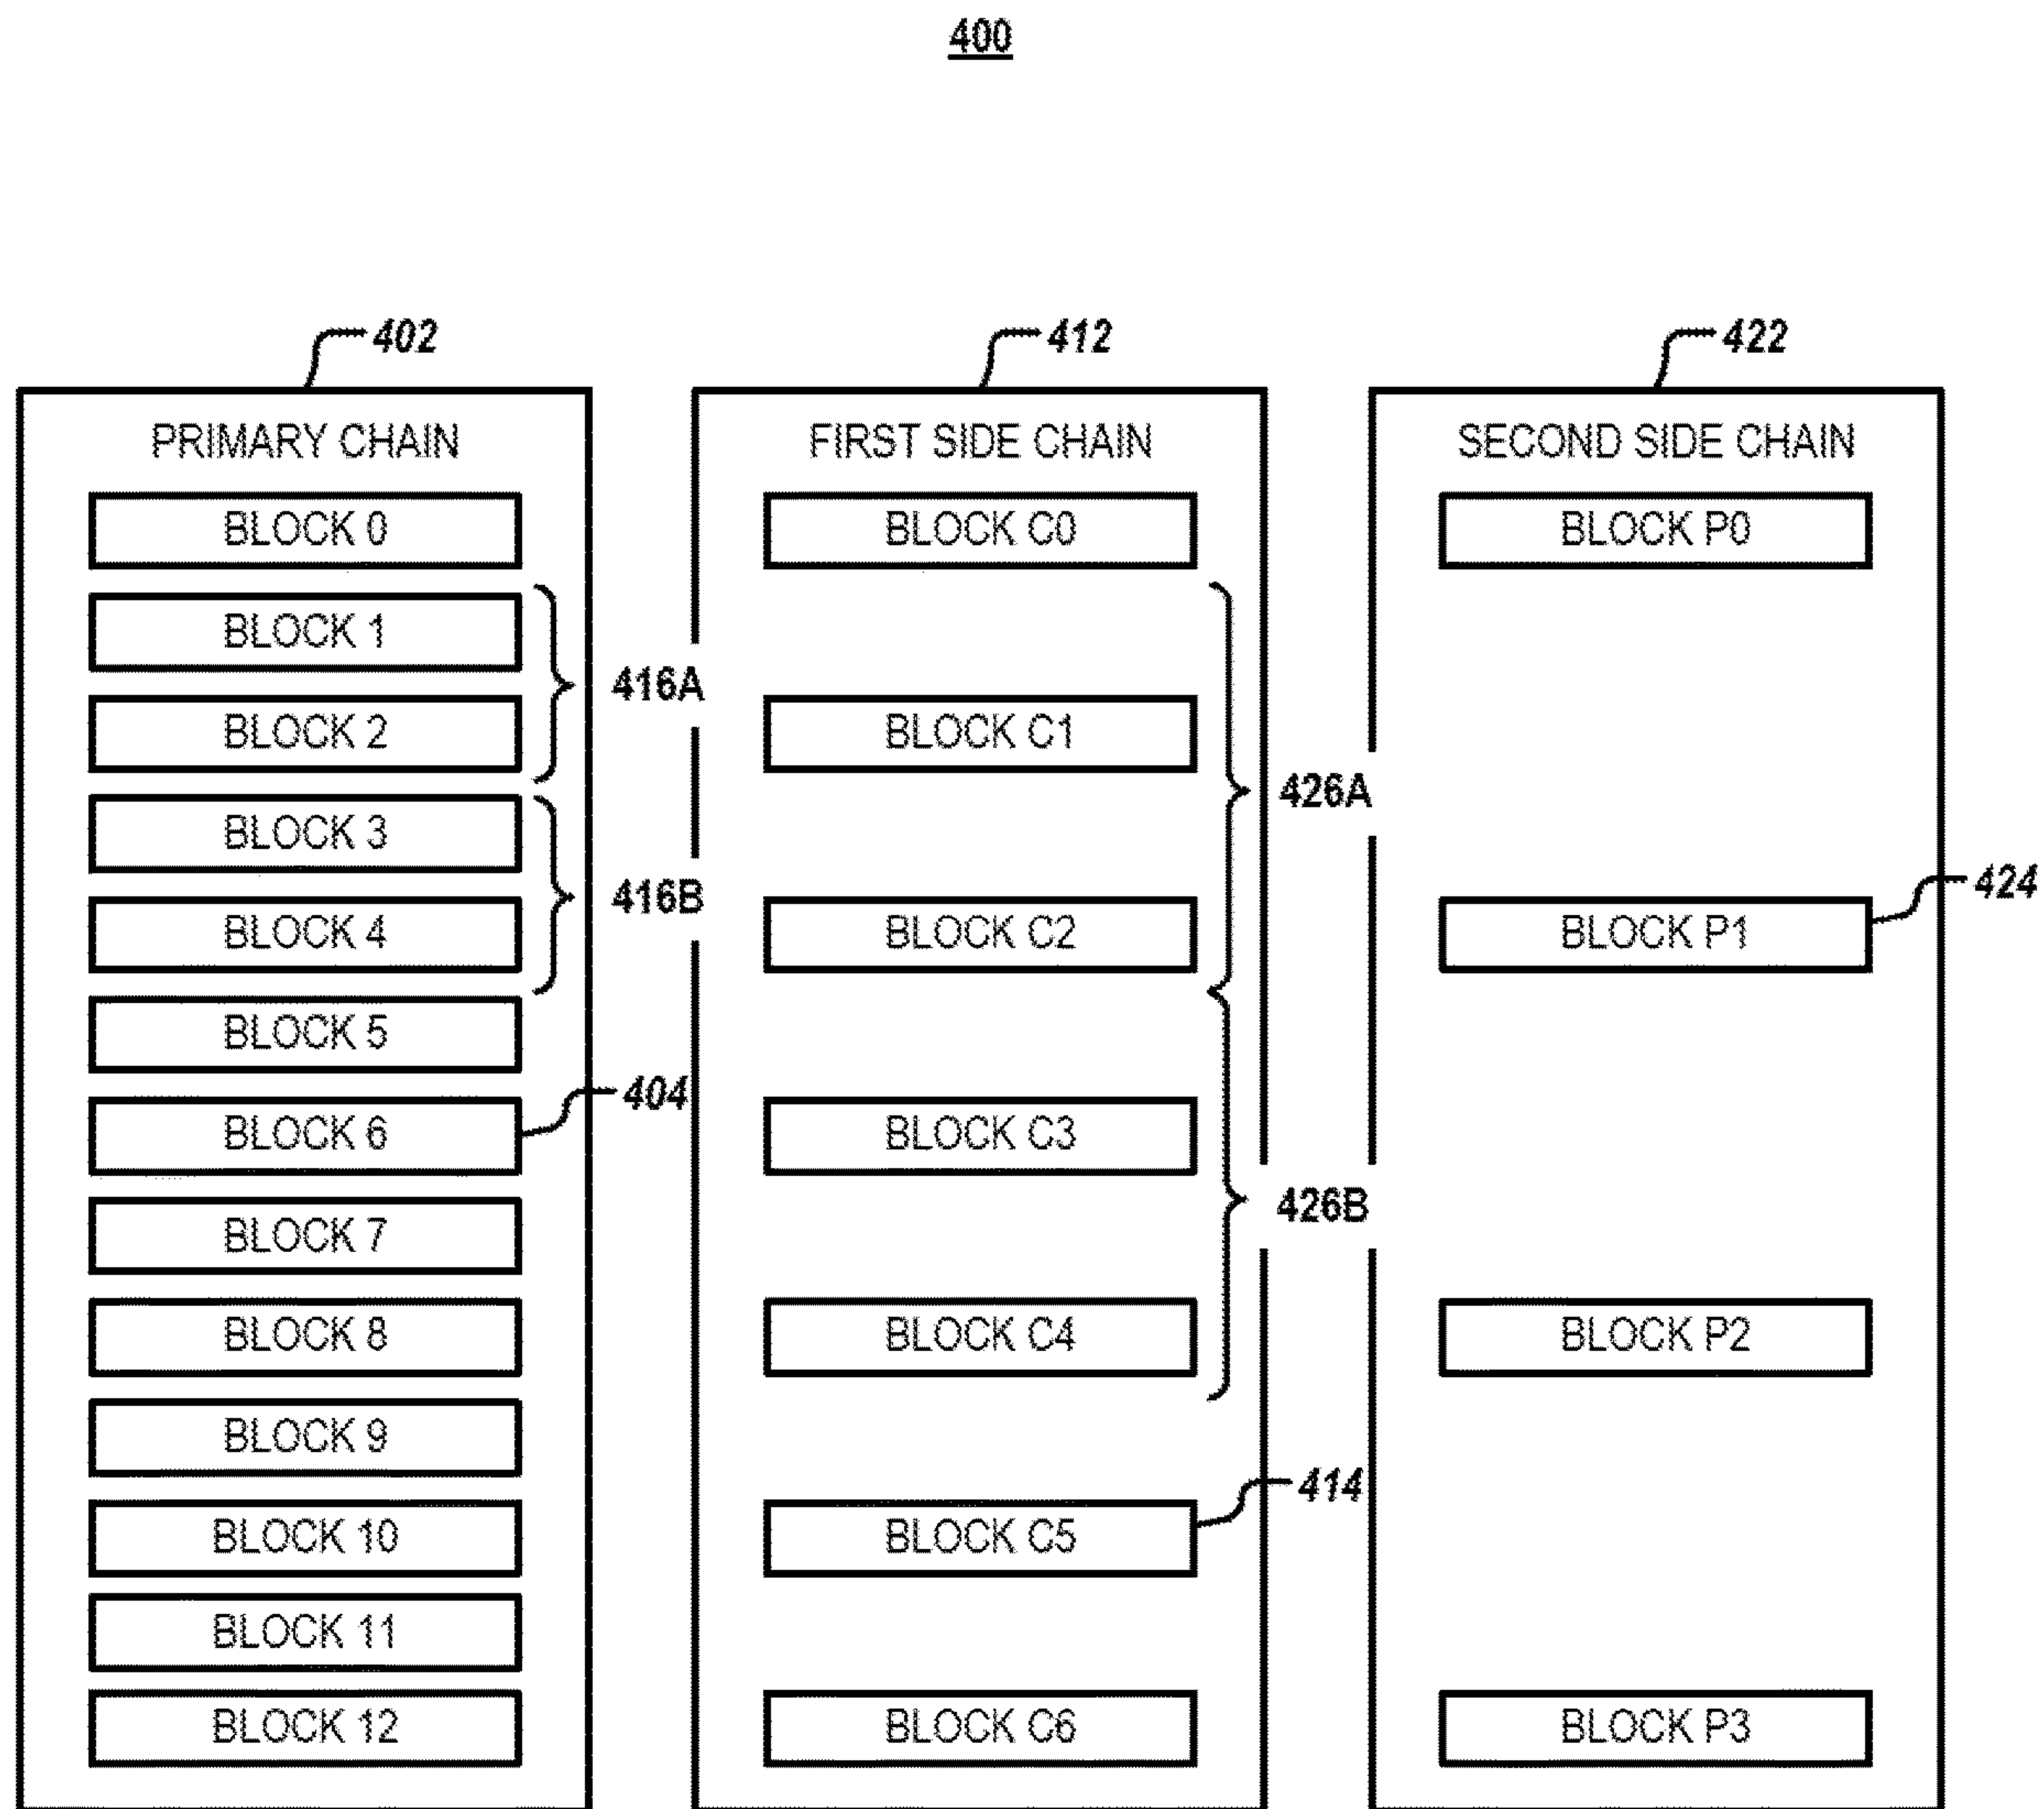 400
402
412
422
PRIMARY CHAIN
FIRST SIDE CHAIN
SECOND SIDE CHAIN
BLOCK 0
BLOCK C0
BLOCK P0
BLOCK 1
416A
BLOCK 2
BLOCK C1
426A
BLOCK 3
416B
BLOCK 4
BLOCK C2
BLOCK P1
424
BLOCK 5
404
BLOCK 6
BLOCK C3
426B
BLOCK 7
BLOCK 8
BLOCK C4
BLOCK P2
BLOCK 9
414
BLOCK 10
BLOCK C5
BLOCK 11
BLOCK 12
BLOCK C6
BLOCK P3